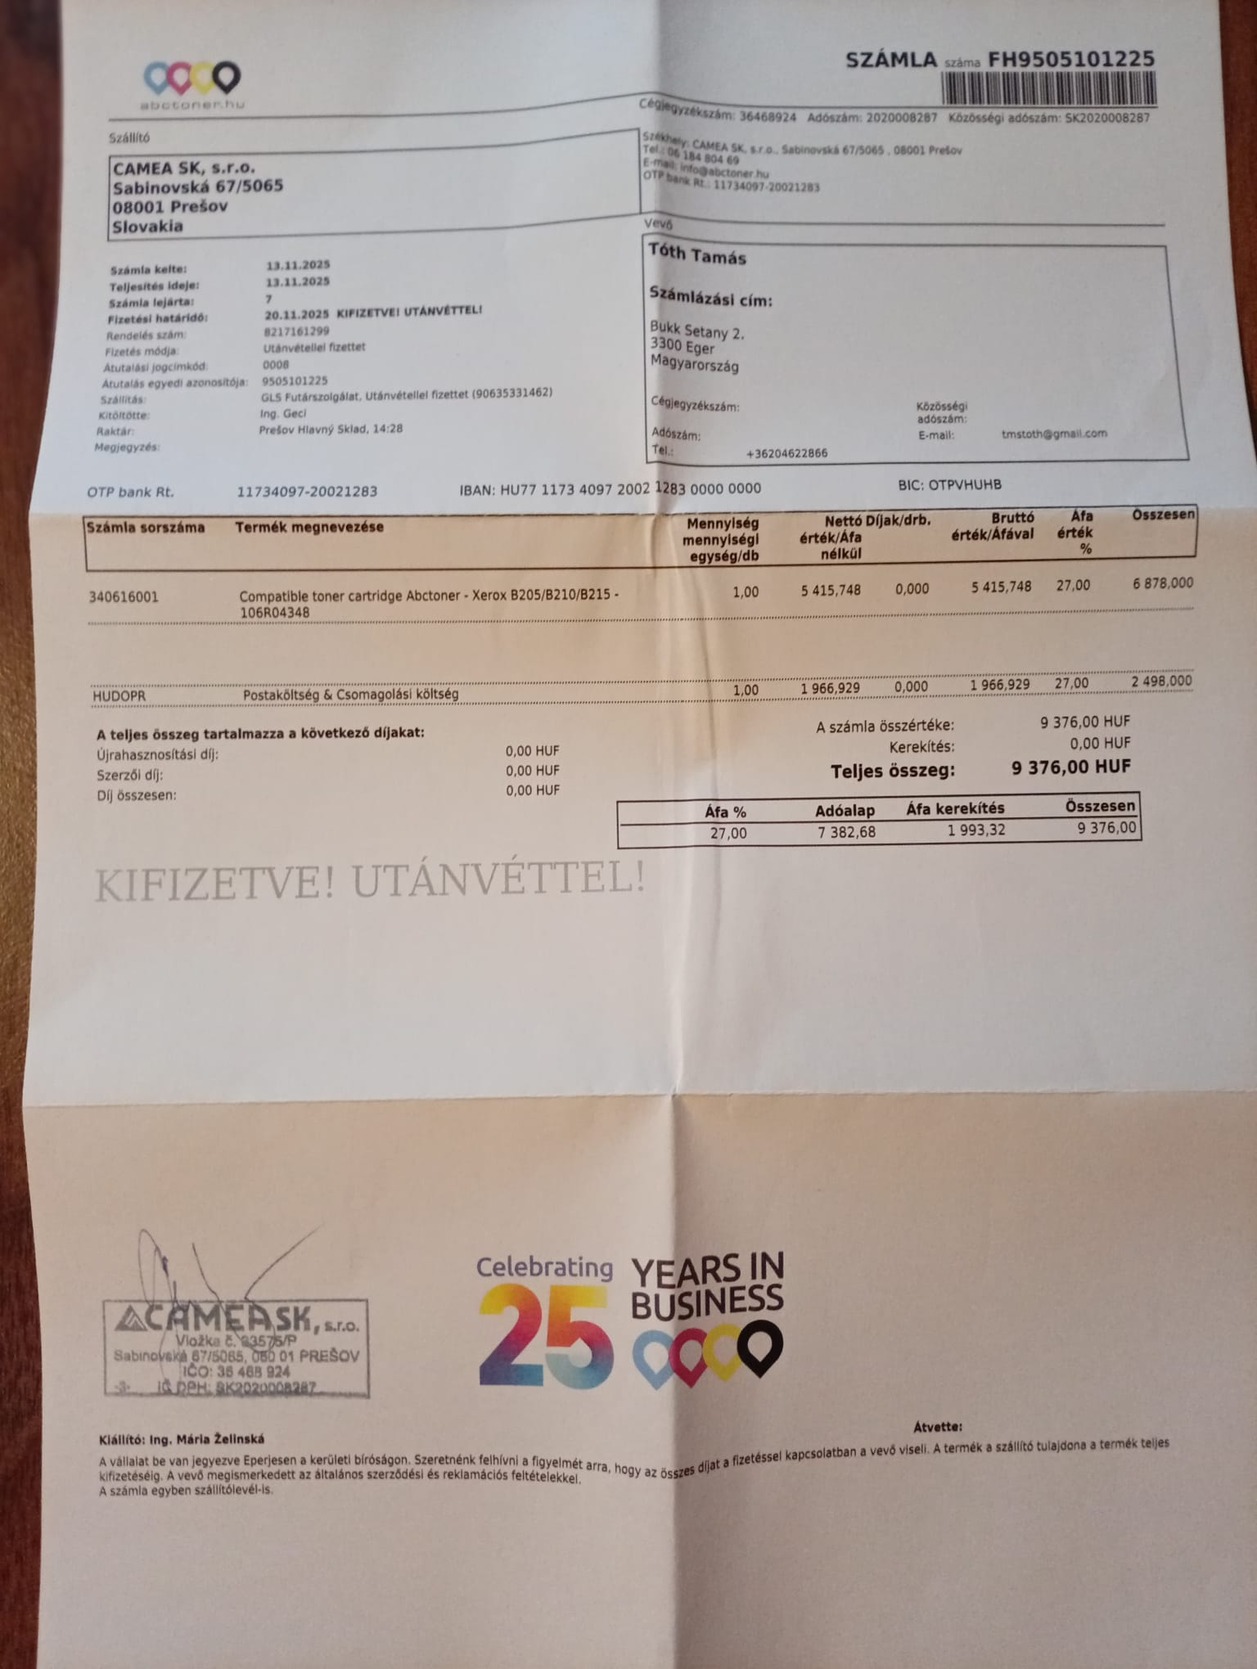 abctoner.hu
SZÁMLA száma FH9505101225
Cégjegyzékszám: 36468924 Adószám: 2020008287 Közösségi adószám: SK2020008287
Szállító
CAMEA SK, s.r.o.
Sabinovská 67/5065
08001 Prešov
Slovakia
Székhely: CAMEA SK, s.r.o., Sabinovská 67/5065 , 08001 Prešov
Tel.: 06 184 804 69
E-mail: info@abctoner.hu
OTP bank Rt.: 11734097-20021283
Vevő
Tóth Tamás
Számlázási cím:
Bukk Setany 2.
3300 Eger
Magyarország
Cégjegyzékszám:
Közösségi adószám:
Adószám:
E-mail: tmstoth@gmail.com
Tel.: +36204622866
Számla kelte: 13.11.2025
Teljesítés ideje: 13.11.2025
Számla lejárta: 7
Fizetési határidő: 20.11.2025 KIFIZETVE! UTÁNVÉTTEL!
Rendelés szám: 8217161299
Fizetés módja: Utánvétellel fizettet
Átutalási jogcímkód: 0008
Átutalás egyedi azonosítója: 9505101225
Szállítás: GLS Futárszolgálat, Utánvétellel fizettet (90635331462)
Kitöltötte: Ing. Geci
Raktár: Prešov Hlavný Sklad, 14:28
Megjegyzés:
OTP bank Rt. 11734097-20021283 IBAN: HU77 1173 4097 2002 1283 0000 0000 BIC: OTPVHUHB
Számla sorszáma Termék megnevezése Mennyiség mennyiségi egység/db Nettó érték/Áfa nélkül Díjak/drb. Bruttó érték/Áfával Áfa érték % Összesen
340616001 Compatible toner cartridge Abctoner - Xerox B205/B210/B215 - 1,00 5 415,748 0,000 5 415,748 27,00 6 878,000
106R04348
HUDOPR Postaköltség & Csomagolási költség 1,00 1 966,929 0,000 1 966,929 27,00 2 498,000
A teljes összeg tartalmazza a következő díjakat:
Újrahasznosítási díj: 0,00 HUF
Szerzői díj: 0,00 HUF
Díj összesen: 0,00 HUF
A számla összértéke: 9 376,00 HUF
Kerekítés: 0,00 HUF
Teljes összeg: 9 376,00 HUF
Áfa % Adóalap Áfa kerekítés Összesen
27,00 7 382,68 1 993,32 9 376,00
KIFIZETVE! UTÁNVÉTTEL!
Celebrating 25 YEARS IN BUSINESS
CAMEA SK, s.r.o.
Vložka č. 33575/P
Sabinovská 67/5065, 080 01 PREŠOV
IČO: 36 468 924
-3- IČ DPH: SK2020008287
Kiállító: Ing. Mária Želinská
Átvette:
A vállalat be van jegyezve Eperjesen a kerületi bíróságon. Szeretnénk felhívni a figyelmét arra, hogy az összes díjat a fizetéssel kapcsolatban a vevő viseli. A termék a szállító tulajdona a termék teljes
kifizetéséig. A vevő megismerkedett az általános szerződési és reklamációs feltételekkel.
A számla egyben szállítólevél-is.